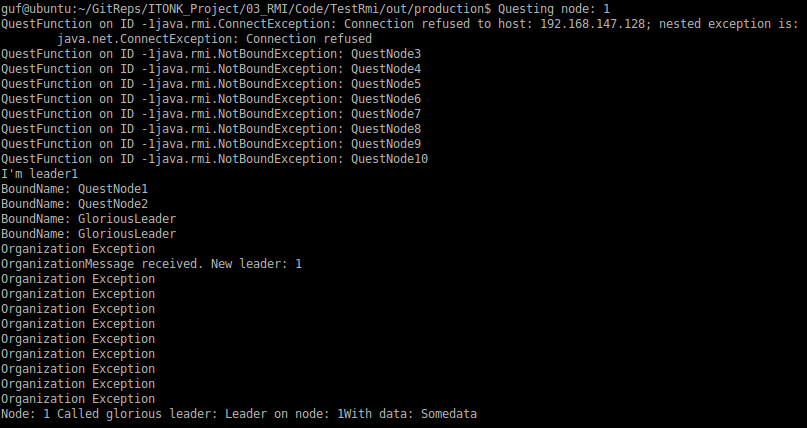 guf@ubuntu:~/GitReps/ITONK_Project/03_RMI/Code/TestRmi/out/production$ Questing node: 1
QuestFunction on ID -1java.rmi.ConnectException: Connection refused to host: 192.168.147.128; nested exception is:
java.net.ConnectException: Connection refused
QuestFunction on ID -1java.rmi.NotBoundException: QuestNode3
QuestFunction on ID -1java.rmi.NotBoundException: QuestNode4
QuestFunction on ID -1java.rmi.NotBoundException: QuestNode5
QuestFunction on ID -1java.rmi.NotBoundException: QuestNode6
QuestFunction on ID -1java.rmi.NotBoundException: QuestNode7
QuestFunction on ID -1java.rmi.NotBoundException: QuestNode8
QuestFunction on ID -1java.rmi.NotBoundException: QuestNode9
QuestFunction on ID -1java.rmi.NotBoundException: QuestNode10
I'm leader1
BoundName: QuestNode1
BoundName: QuestNode2
BoundName: GloriousLeader
BoundName: GloriousLeader
Organization Exception
OrganizationMessage received. New leader: 1
Organization Exception
Organization Exception
Organization Exception
Organization Exception
Organization Exception
Organization Exception
Organization Exception
Organization Exception
Organization Exception
Node: 1 Called glorious leader: Leader on node: 1With data: Somedata